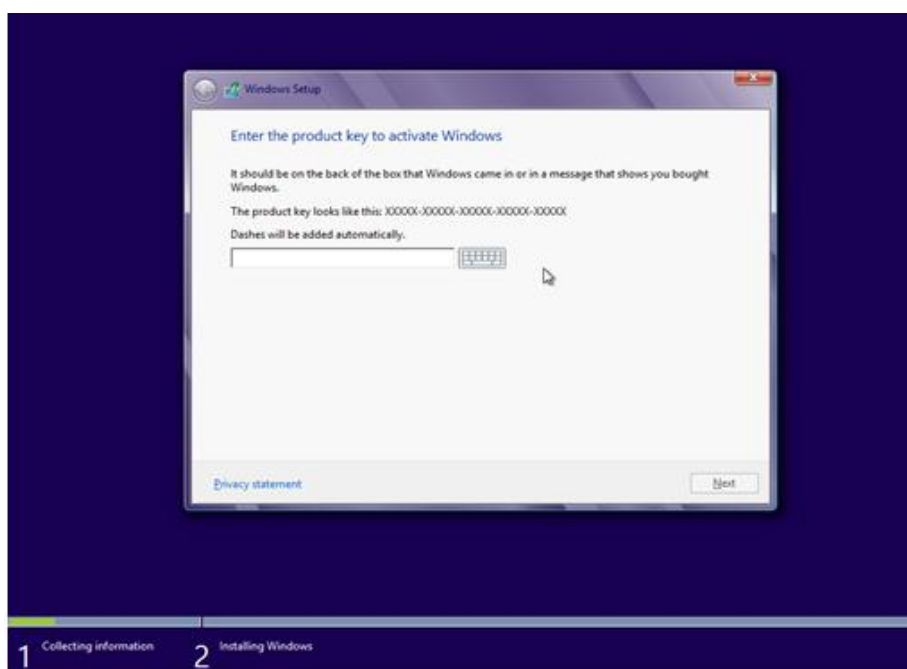 Windows Setup
Enter the product key to activate Windows
It should be on the back of the box that Windows came in or in a message that shows you bought
Windows.
The product key looks like this: XXXXX-XXXXX-XXXXX-XXXXX-XXXXX
Dashes will be added automatically.
Privacy statement
Next
1 Collecting information
2 Installing Windows